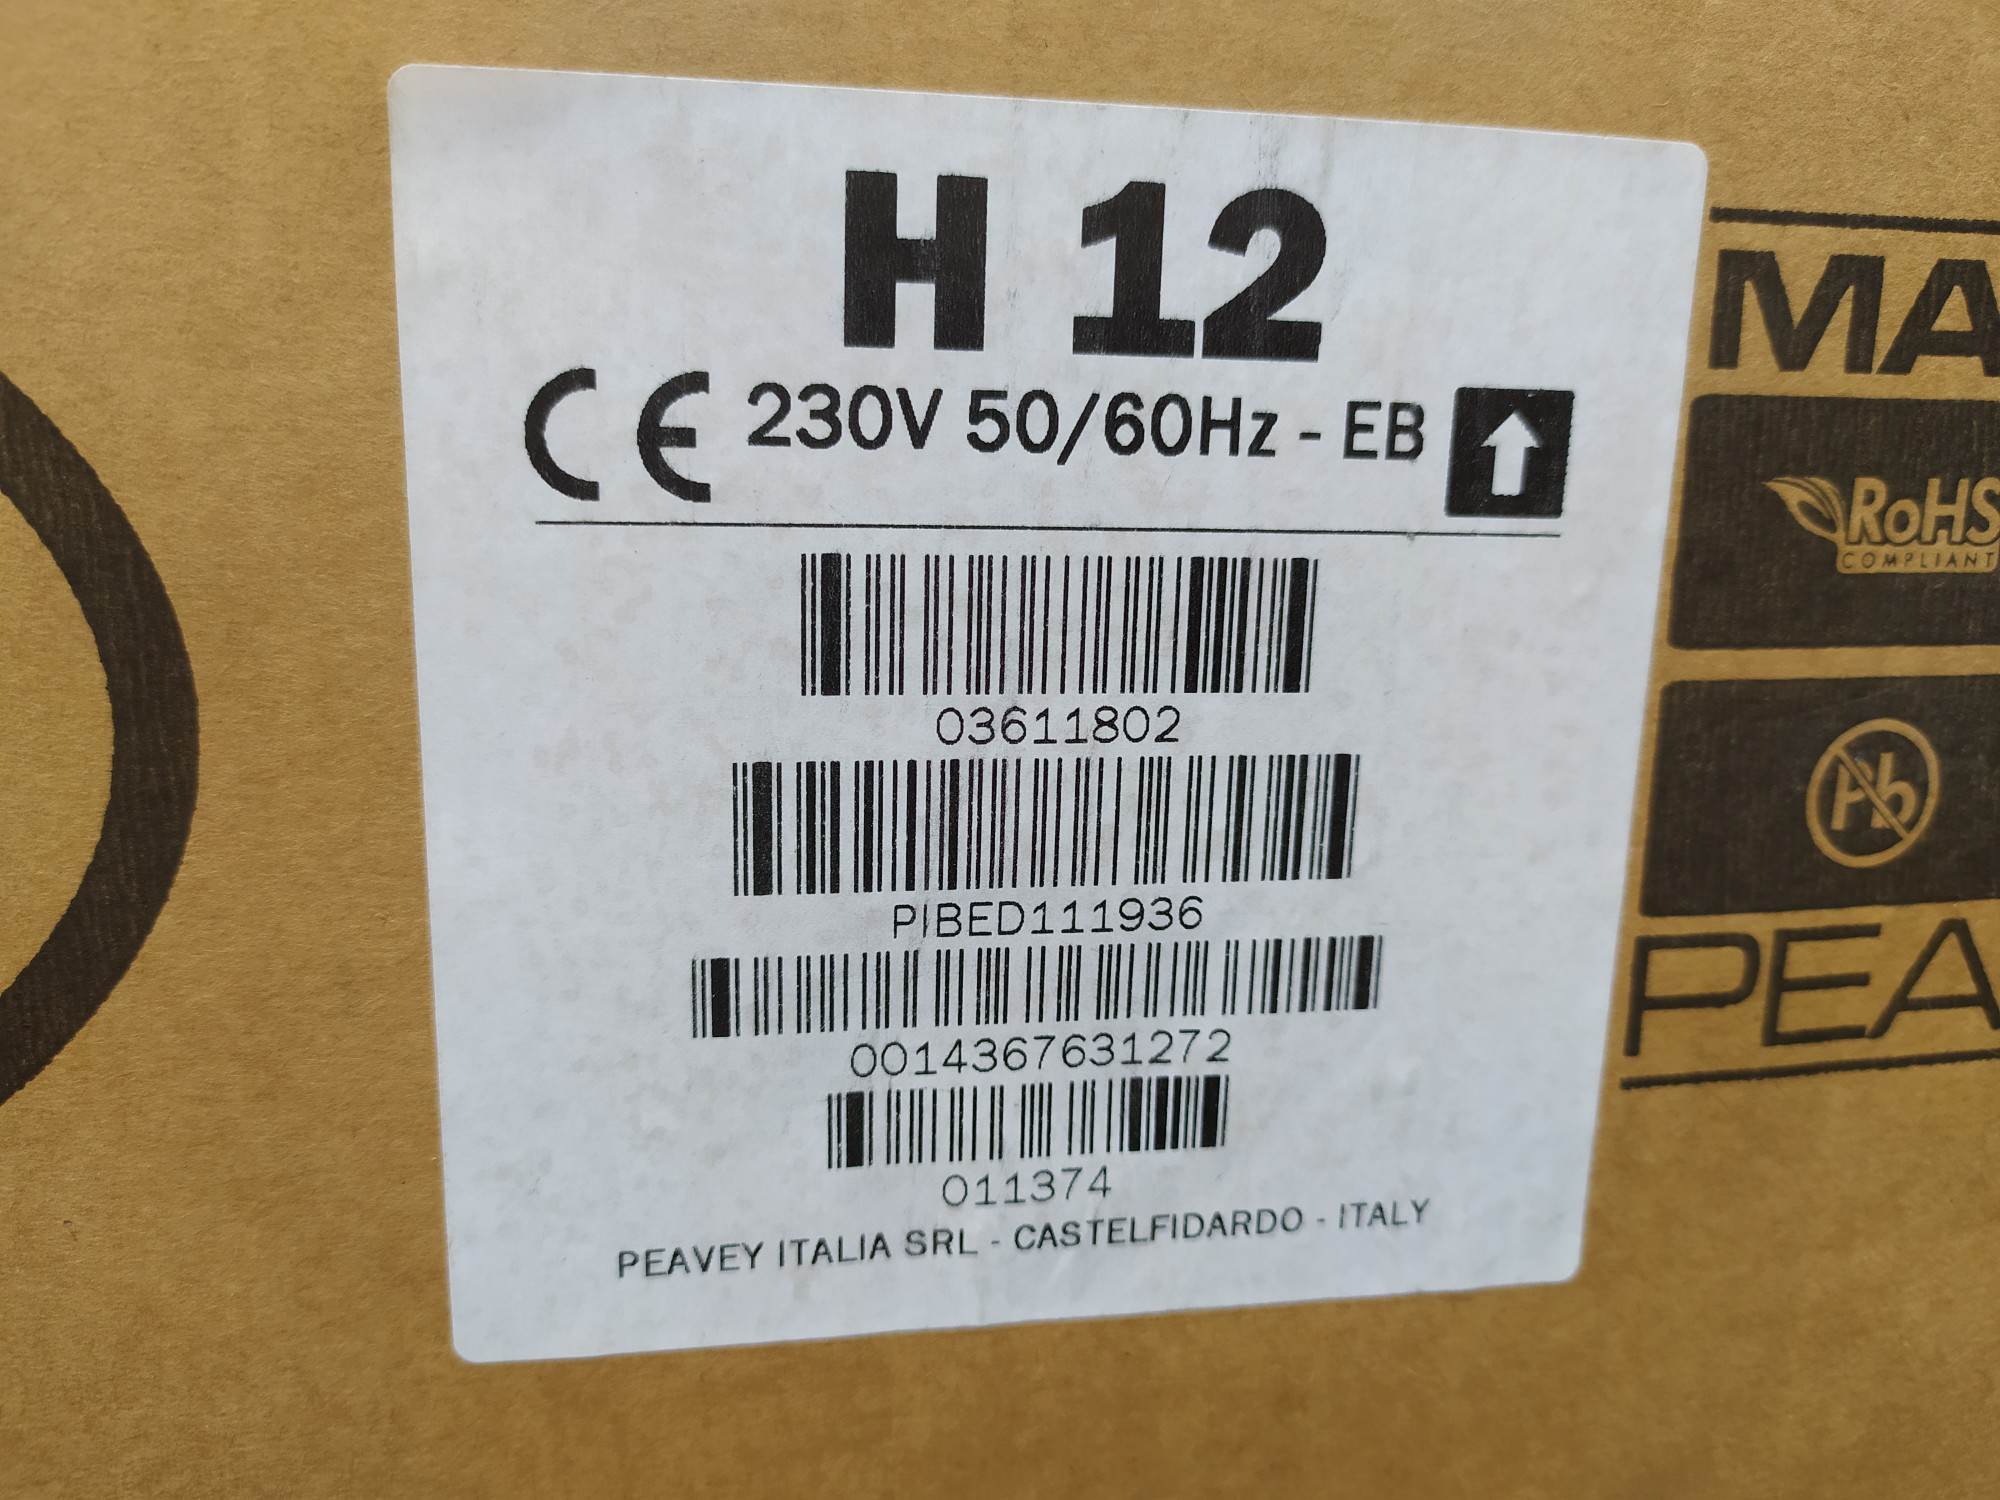 H 12
CE 230V 50/60Hz - EB
03611802
PIBED111936
0014367631272
011374
PEAVEY ITALIA SRL - CASTELFIDARDO - ITALY
MA
RoHS
COMPLIANT
Pb
PEA